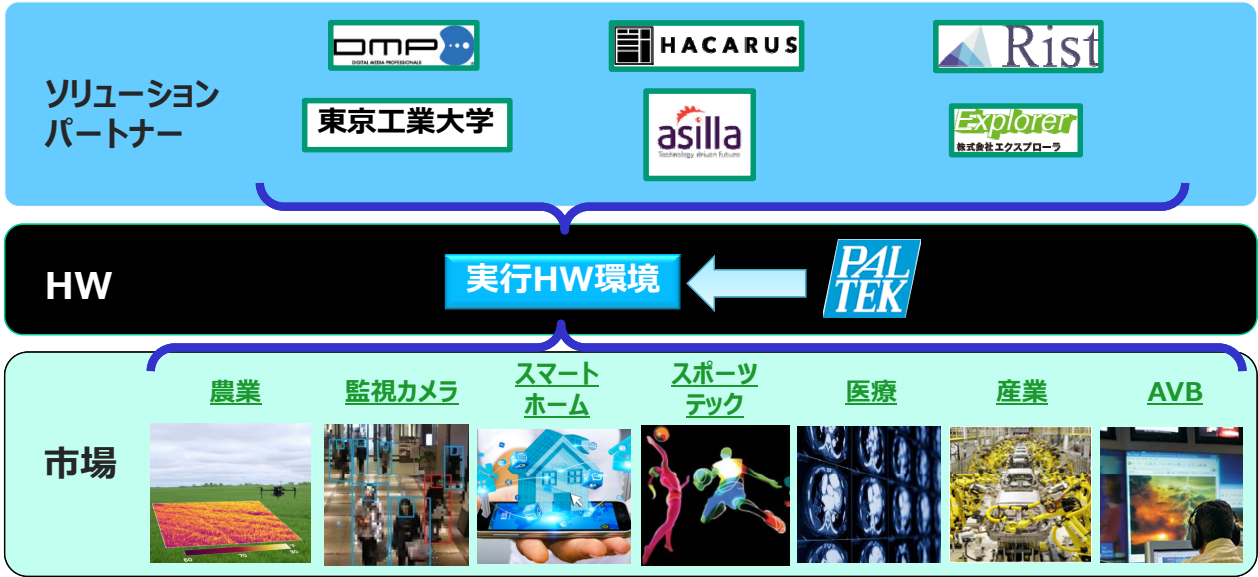 ソリューション
パートナー
DMP
DIGITAL MEDIA PROFESSIONALS
HACARUS
Rist
東京工業大学
asilla
Technology driven Future
Explorer
株式会社エクスプローラ
HW
実行HW環境
PAL
TEK
市場
農業
監視カメラ
スマート
ホーム
スポーツ
テック
医療
産業
AVB
60
70
80